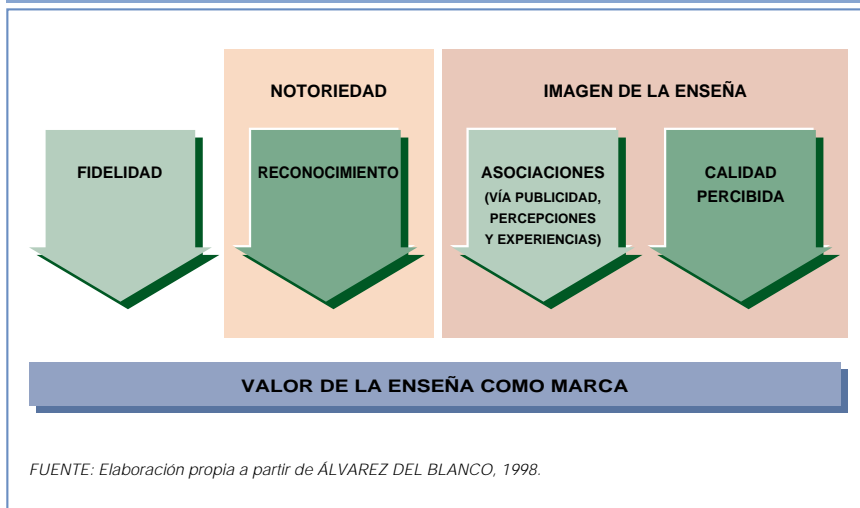 NOTORIEDAD
IMAGEN DE LA ENSEÑA
FIDELIDAD
RECONOCIMIENTO
ASOCIACIONES
(VÍA PUBLICIDAD,
PERCEPCIONES
Y EXPERIENCIAS)
CALIDAD
PERCIBIDA
VALOR DE LA ENSEÑA COMO MARCA
FUENTE: Elaboración propia a partir de ÁLVAREZ DEL BLANCO, 1998.